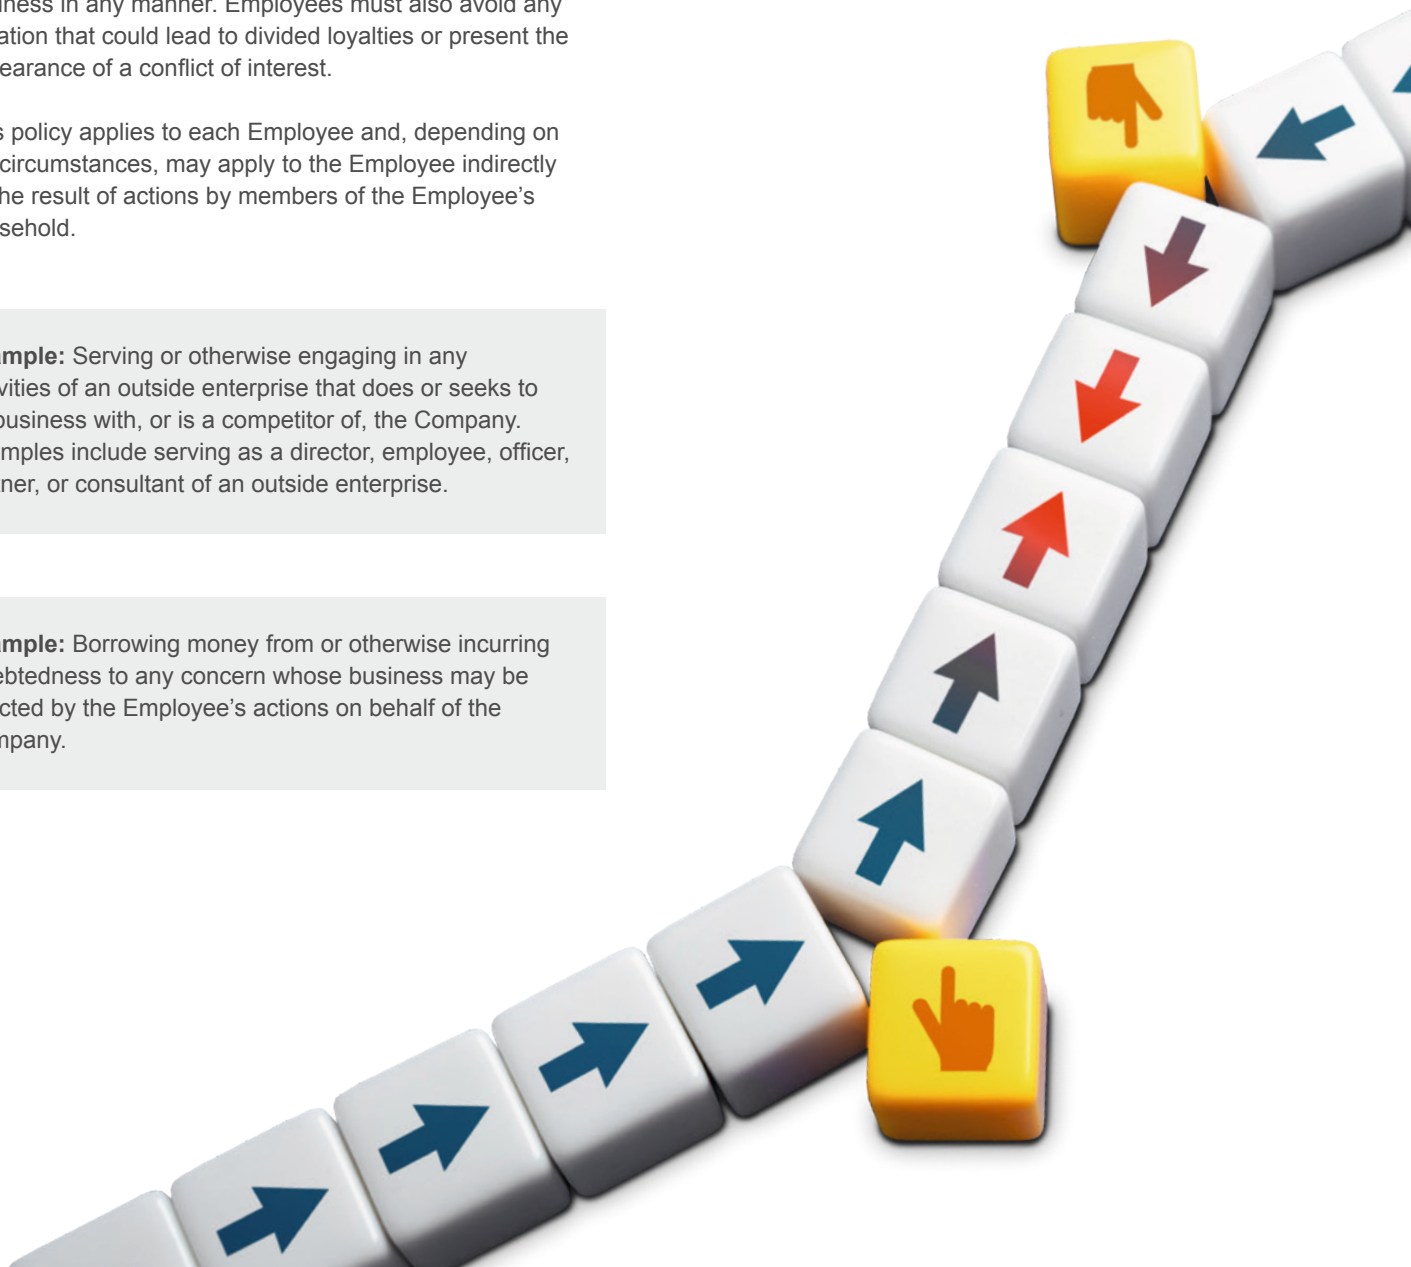 iness in any manner. Employees must also avoid any
ation that could lead to divided loyalties or present the
earance of a conflict of interest.
s policy applies to each Employee and, depending on
circumstances, may apply to the Employee indirectly
he result of actions by members of the Employee’s
sehold.
ample: Serving or otherwise engaging in any
vities of an outside enterprise that does or seeks to
business with, or is a competitor of, the Company.
mples include serving as a director, employee, officer,
ner, or consultant of an outside enterprise.
ample: Borrowing money from or otherwise incurring
ebtedness to any concern whose business may be
cted by the Employee’s actions on behalf of the
mpany.